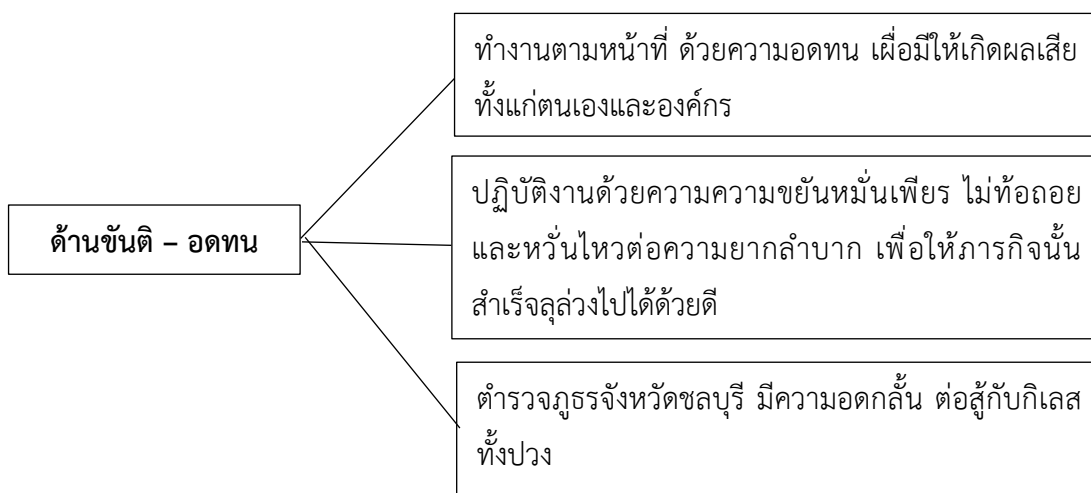 ทำงานตามหน้าที่ ด้วยความอดทน เผื่อมีให้เกิดผลเสีย
ทั้งแก่ตนเองและองค์กร
ปฏิบัติงานด้วยความความขยันหมั่นเพียร ไม่ท้อถอย
และหวั่นไหวต่อความยากลำบาก เพื่อให้ภารกิจนั้น
สำเร็จลุล่วงไปได้ด้วยดี
ด้านขันติ – อดทน
ตำรวจภูธรจังหวัดชลบุรี มีความอดกลั้น ต่อสู้กับกิเลส
ทั้งปวง